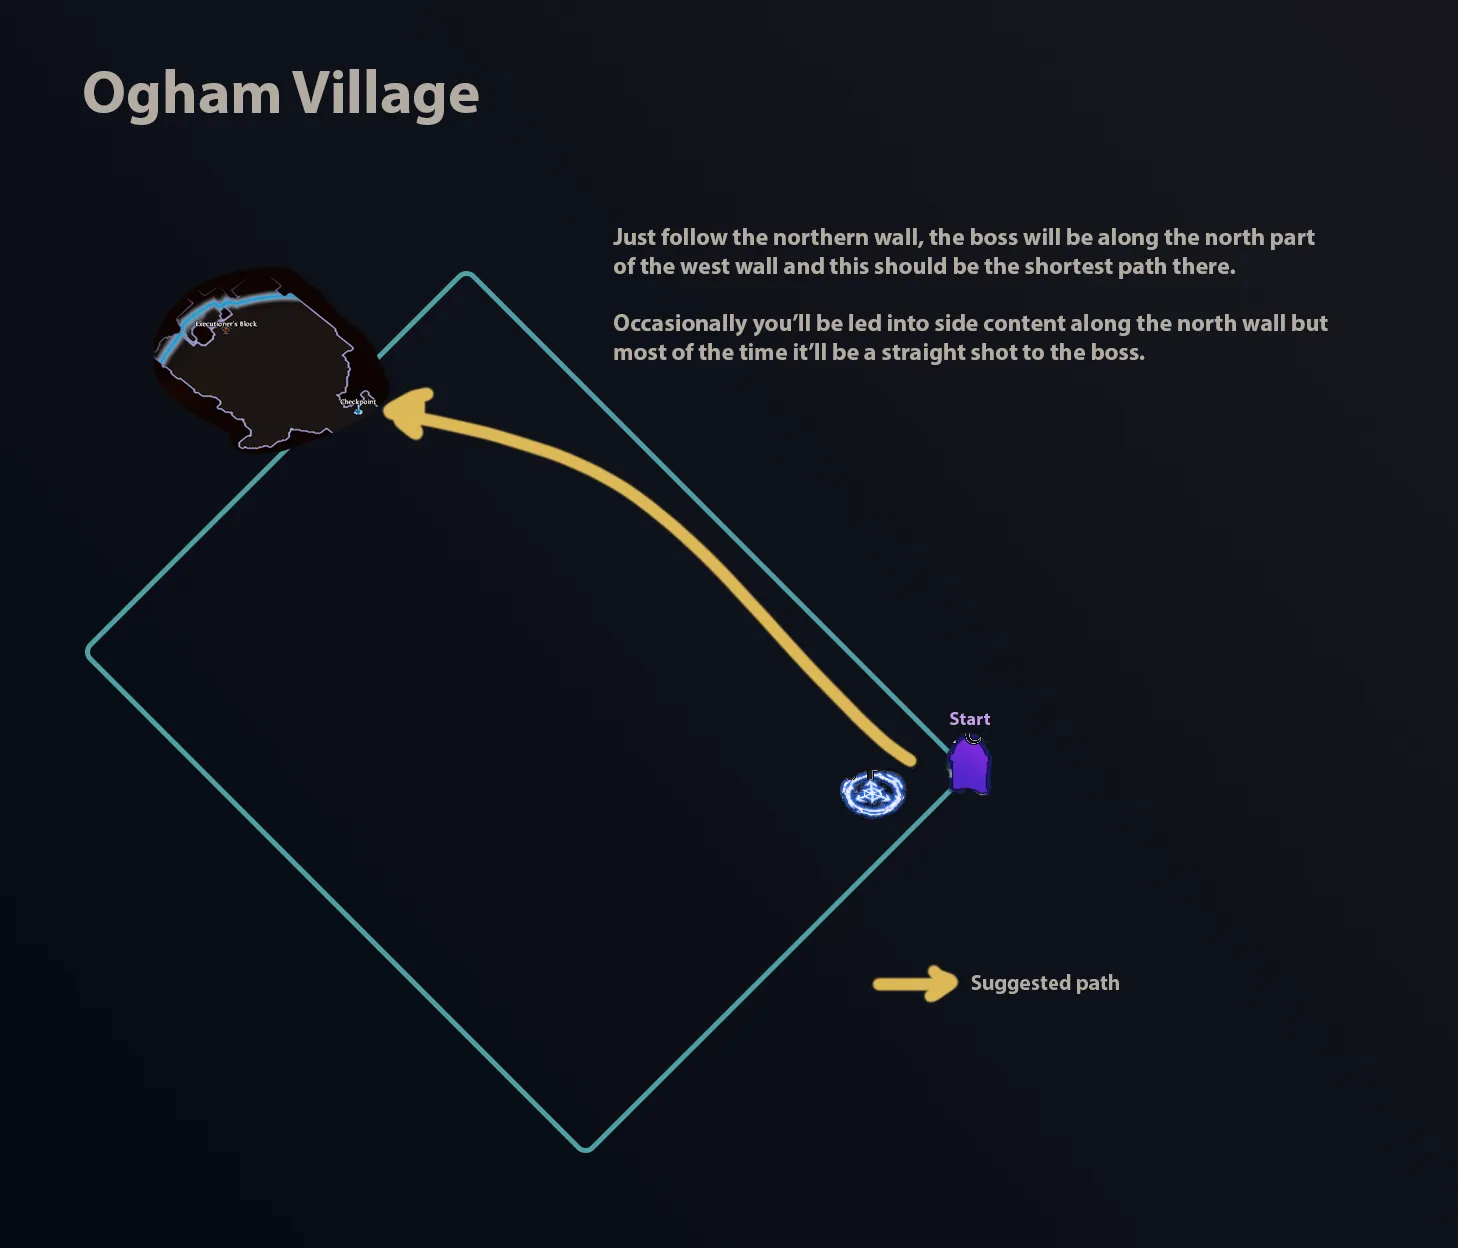 Ogham Village
Just follow the northern wall, the boss will be along the north part
of the west wall and this should be the shortest path there.
Occasionally you’ll be led into side content along the north wall but
most of the time it’ll be a straight shot to the boss.
Executioner's Block
Checkpoint
Start
Suggested path